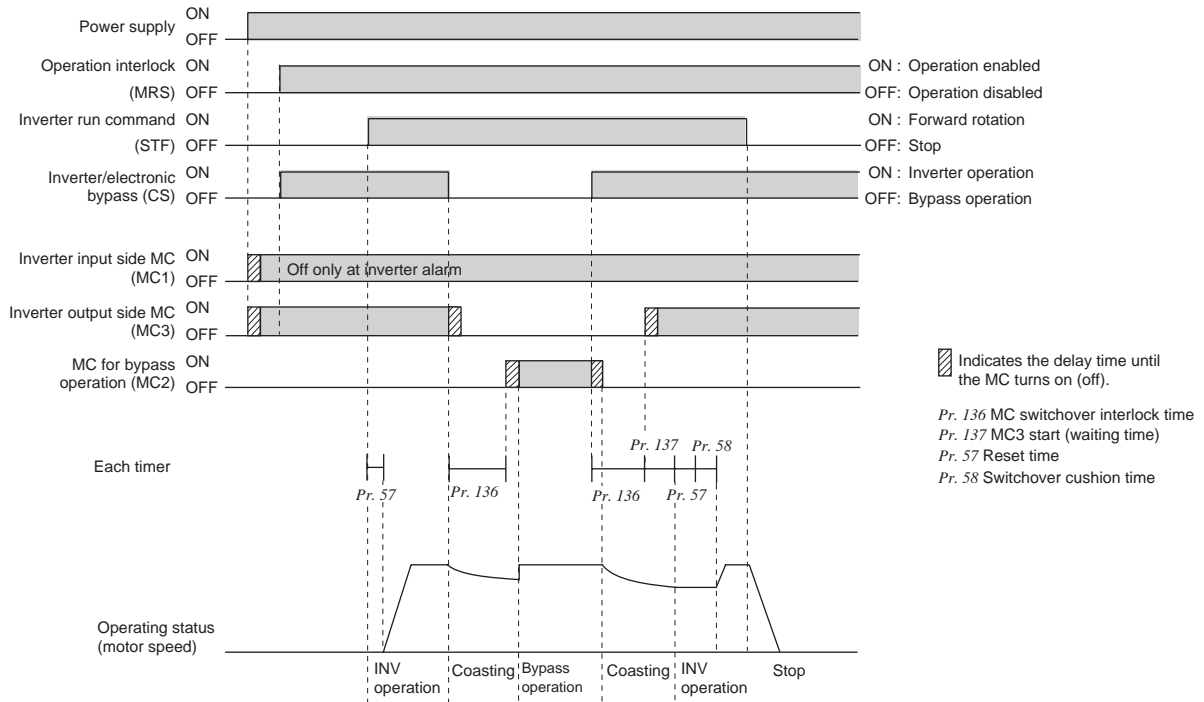 Power supply
ON
OFF
Operation interlock
(MRS)
ON
OFF
ON : Operation enabled
OFF: Operation disabled
Inverter run command
(STF)
ON
OFF
ON : Forward rotation
OFF: Stop
Inverter/electronic
bypass (CS)
ON
OFF
ON : Inverter operation
OFF: Bypass operation
Inverter input side MC
(MC1)
ON
OFF
Off only at inverter alarm
Inverter output side MC
(MC3)
ON
OFF
MC for bypass
operation (MC2)
ON
OFF
Indicates the delay time until
the MC turns on (off).
Pr. 136 MC switchover interlock time
Pr. 137 MC3 start (waiting time)
Pr. 57 Reset time
Pr. 58 Switchover cushion time
Each timer
Pr. 57
Pr. 136
Pr. 137
Pr. 58
Pr. 136
Pr. 57
Operating status
(motor speed)
INV
operation
Coasting
Bypass
operation
Coasting
INV
operation
Stop